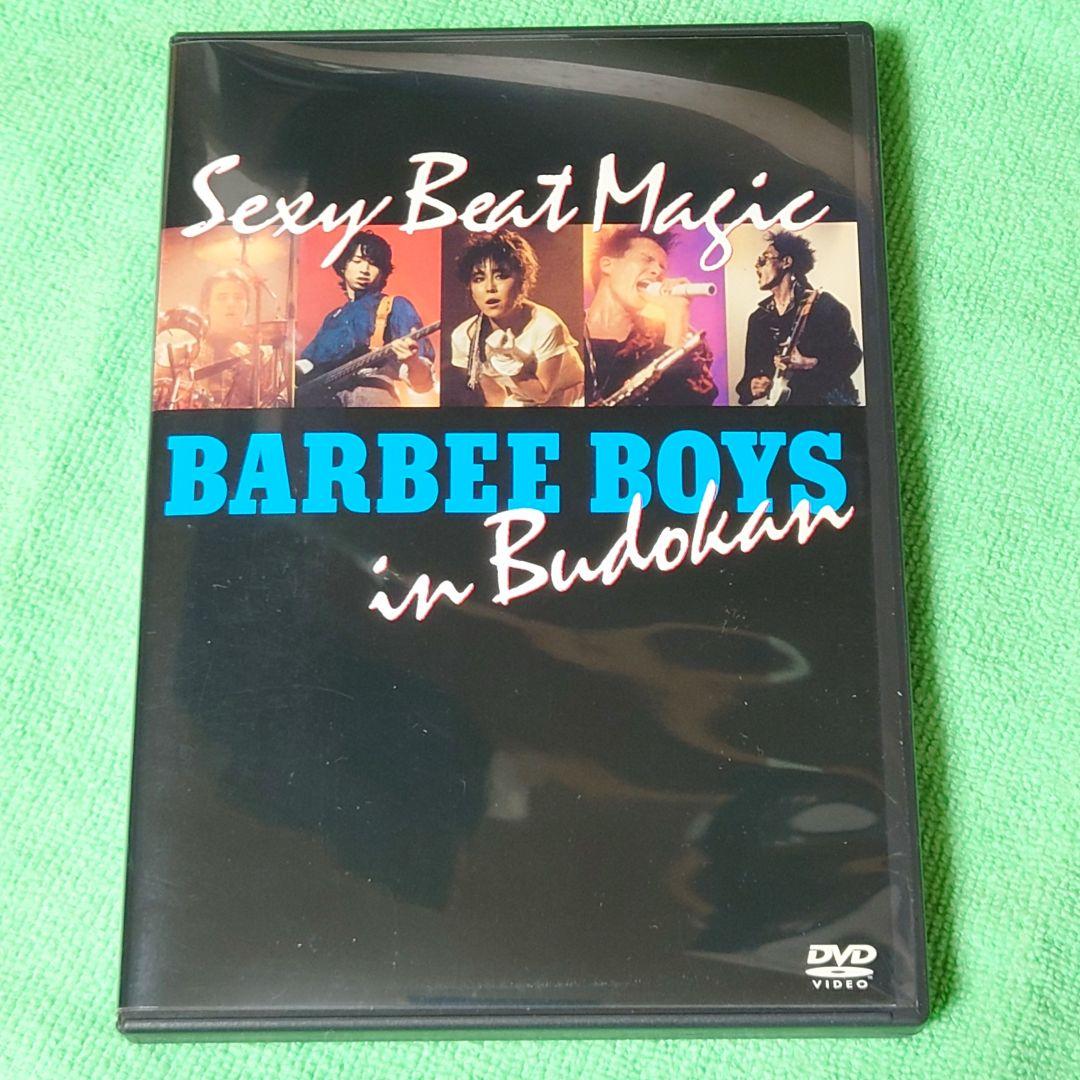 Sexy Beat Magic
BARBEE BOYS
in Budokan
DVD
VIDEO